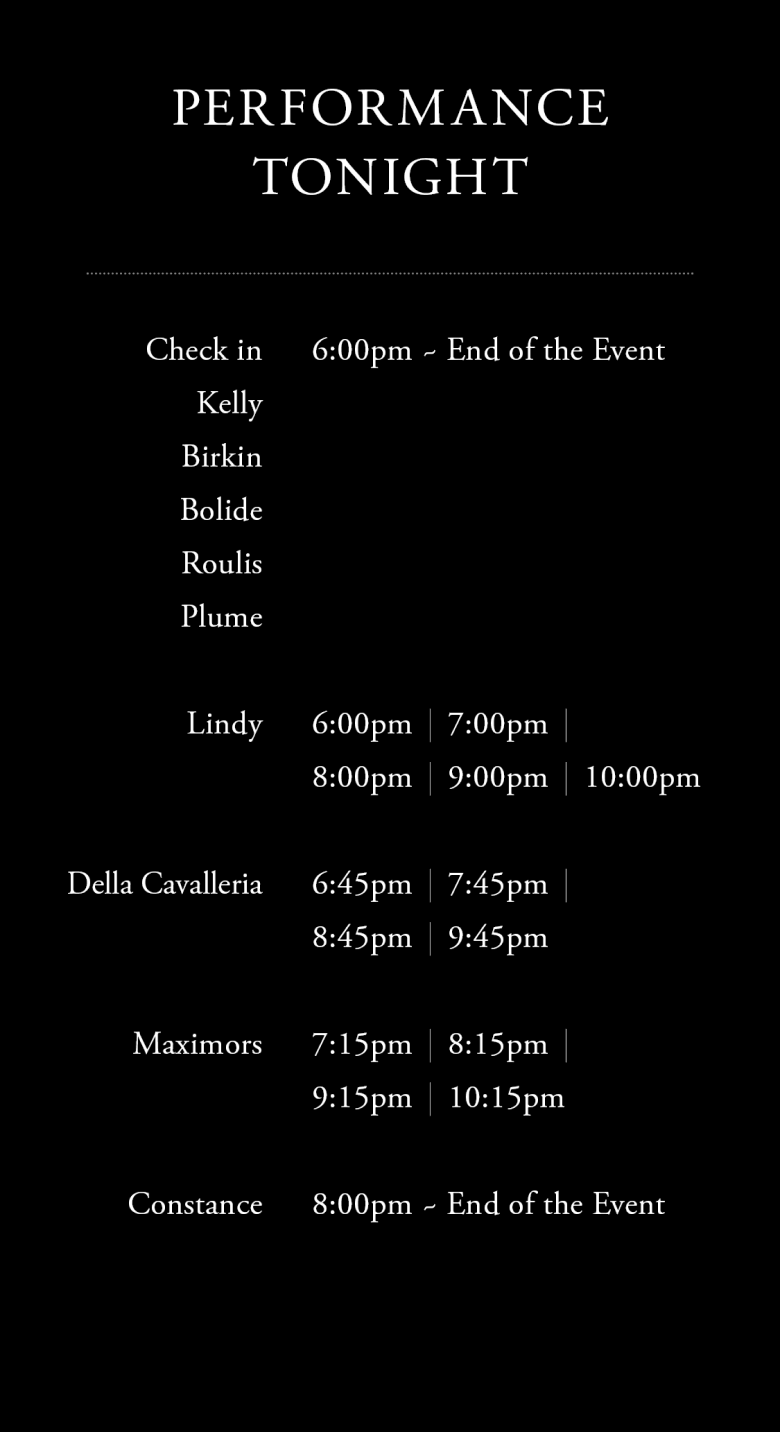 PERFORMANCE
TONIGHT
Check in 6:00pm ~ End of the Event
Kelly
Birkin
Bolide
Roulis
Plume
Lindy 6:00pm | 7:00pm |
8:00pm | 9:00pm | 10:00pm
Della Cavalleria 6:45pm | 7:45pm |
8:45pm | 9:45pm
Maximors 7:15pm | 8:15pm |
9:15pm | 10:15pm
Constance 8:00pm ~ End of the Event